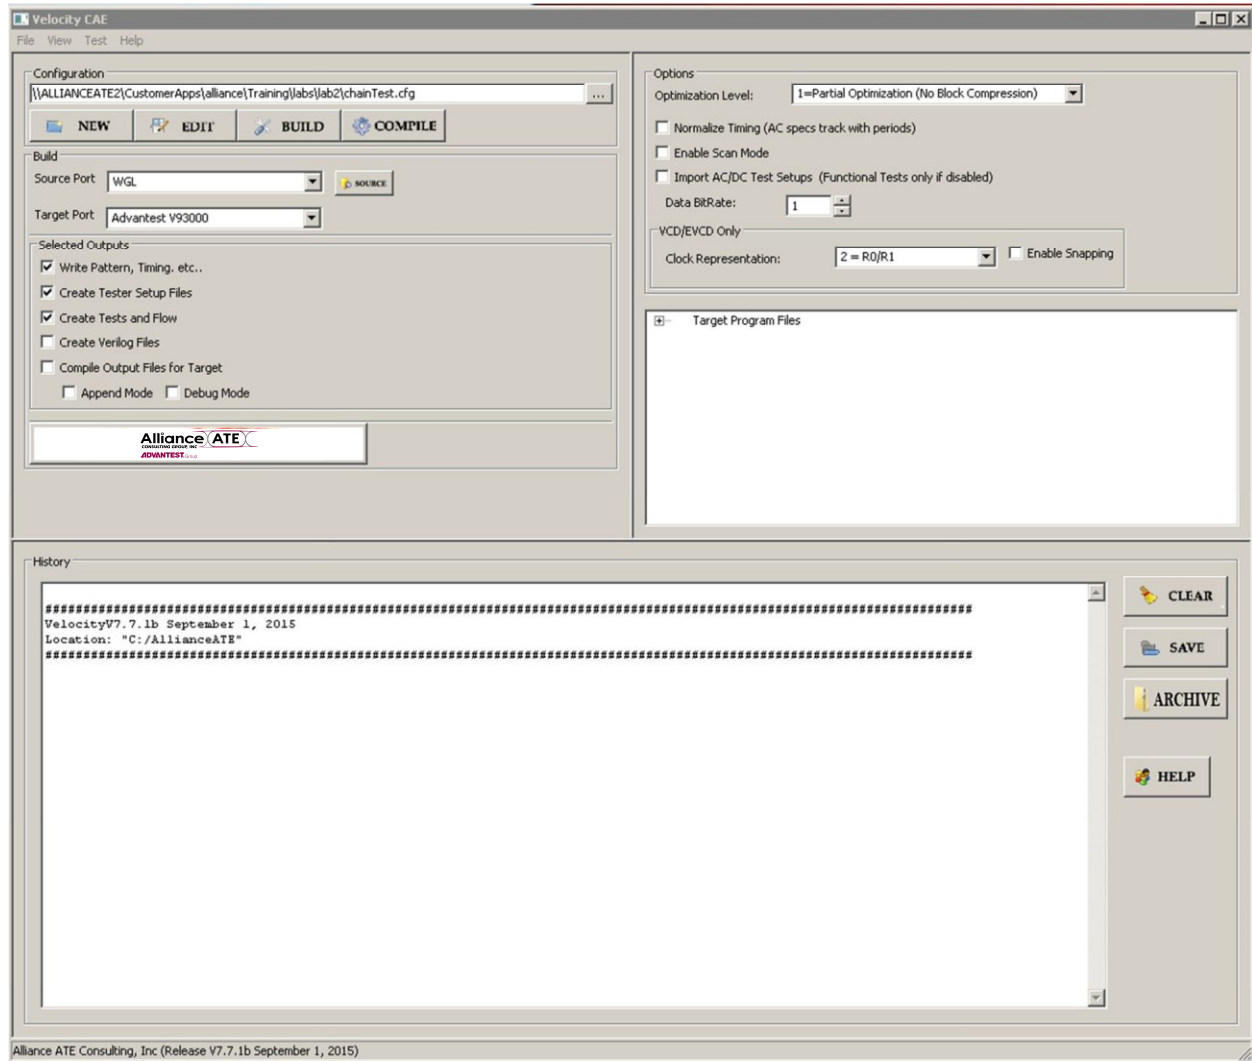 Velocity CAE
File View Test Help
Configuration
\\ALLIANCEATE2\CustomerApps\alliance\Training\labs\lab2\chainTest.cfg ...
NEW EDIT BUILD COMPILE
Build
Source Port WGL SOURCE
Target Port Advantest V93000
Selected Outputs
Write Pattern, Timing. etc..
Create Tester Setup Files
Create Tests and Flow
Create Verilog Files
Compile Output Files for Target
Append Mode Debug Mode
Alliance ATE
CONSULTING GROUP, INC
ADVANTEST Group
Options
Optimization Level: 1=Partial Optimization (No Block Compression)
Normalize Timing (AC specs track with periods)
Enable Scan Mode
Import AC/DC Test Setups (Functional Tests only if disabled)
Data BitRate: 1
VCD/EVCD Only
Clock Representation: 2 = R0/R1 Enable Snapping
Target Program Files
History
########################################################################################################################
VelocityV7.7.1b September 1, 2015
Location: "C:/AllianceATE"
########################################################################################################################
CLEAR
SAVE
ARCHIVE
HELP
Alliance ATE Consulting, Inc (Release V7.7.1b September 1, 2015)